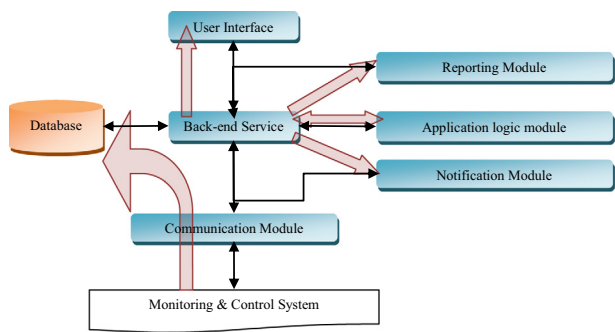 User Interface
Reporting Module
Database
Back-end Service
Application logic module
Notification Module
Communication Module
Monitoring & Control System